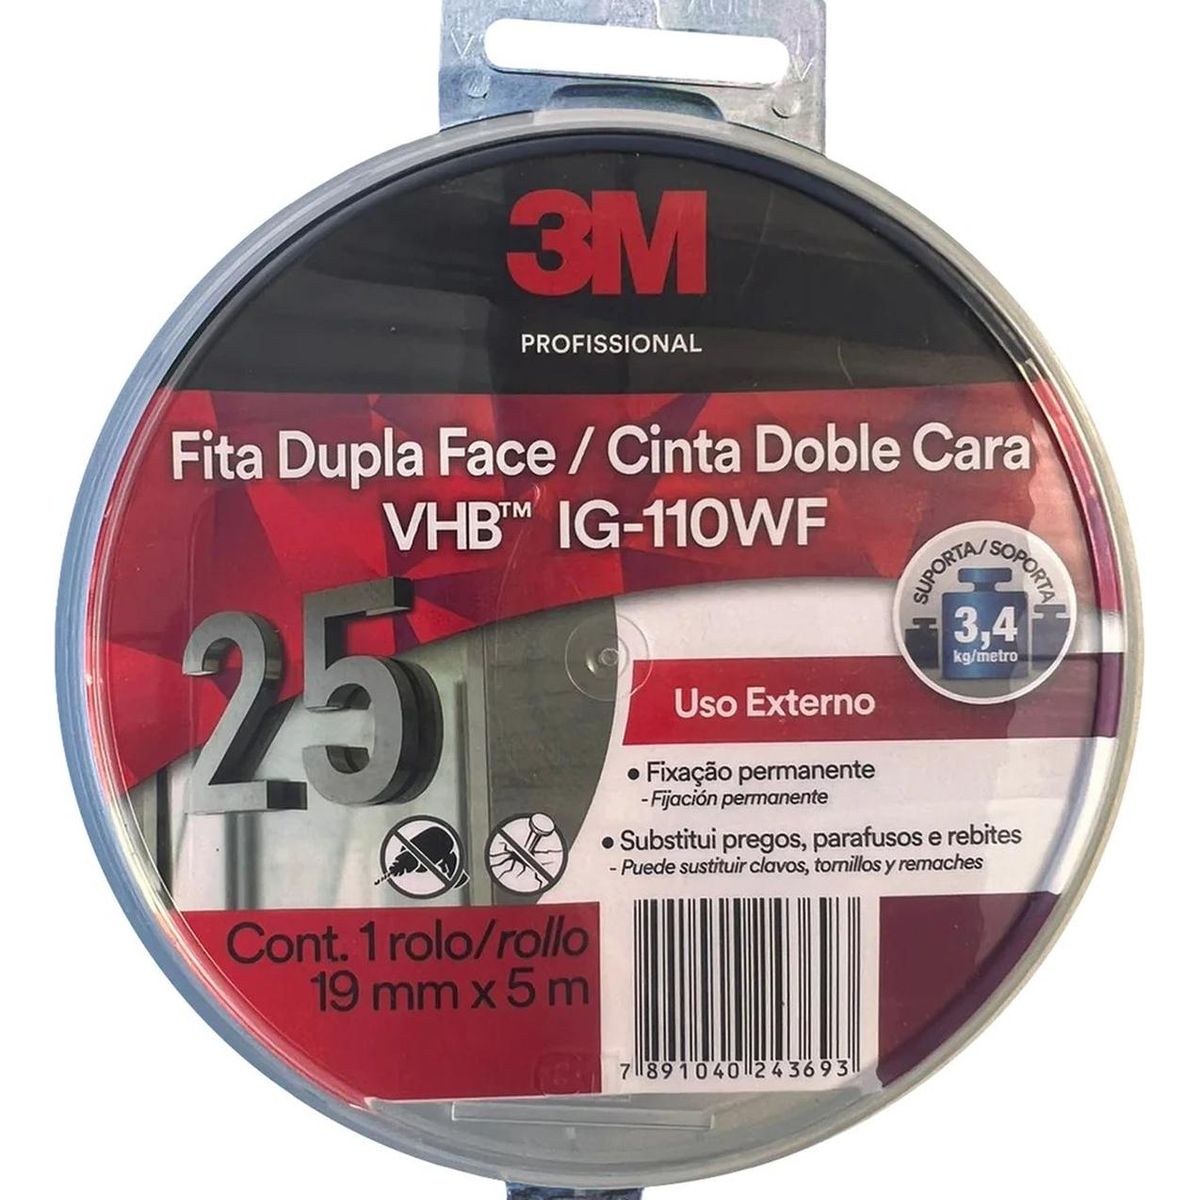 3M
PROFISSIONAL
Fita Dupla Face / Cinta Doble Cara
VHB™ IG-110WF
SUPORTA/SOPORTA
3,4
kg/metro
25
Uso Externo
• Fixação permanente
- Fijación permanente
• Substitui pregos, parafusos e rebites
- Puede sustituir clavos, tornillos y remaches
Cont. 1 rolo/rollo
19 mm x 5 m
7 891040 243693